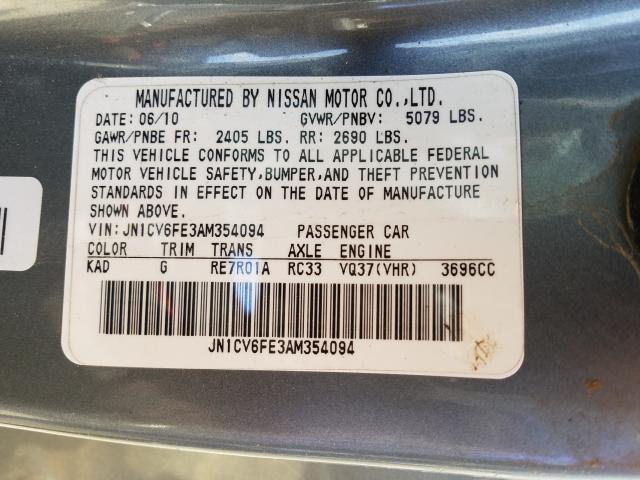 MANUFACTURED BY NISSAN MOTOR CO.,LTD.
DATE: 06/10 GVWR/PNBV: 5079 LBS.
GAWR/PNBE FR: 2405 LBS. RR: 2690 LBS.
THIS VEHICLE CONFORMS TO ALL APPLICABLE FEDERAL
MOTOR VEHICLE SAFETY,BUMPER,AND THEFT PREVENTION
STANDARDS IN EFFECT ON THE DATE OF MANUFACTURE
SHOWN ABOVE.
VIN:JN1CV6FE3AM354094 PASSENGER CAR
COLOR TRIM TRANS AXLE ENGINE
KAD G RE7R01A RC33 VQ37(VHR) 3696CC
JN1CV6FE3AM354094